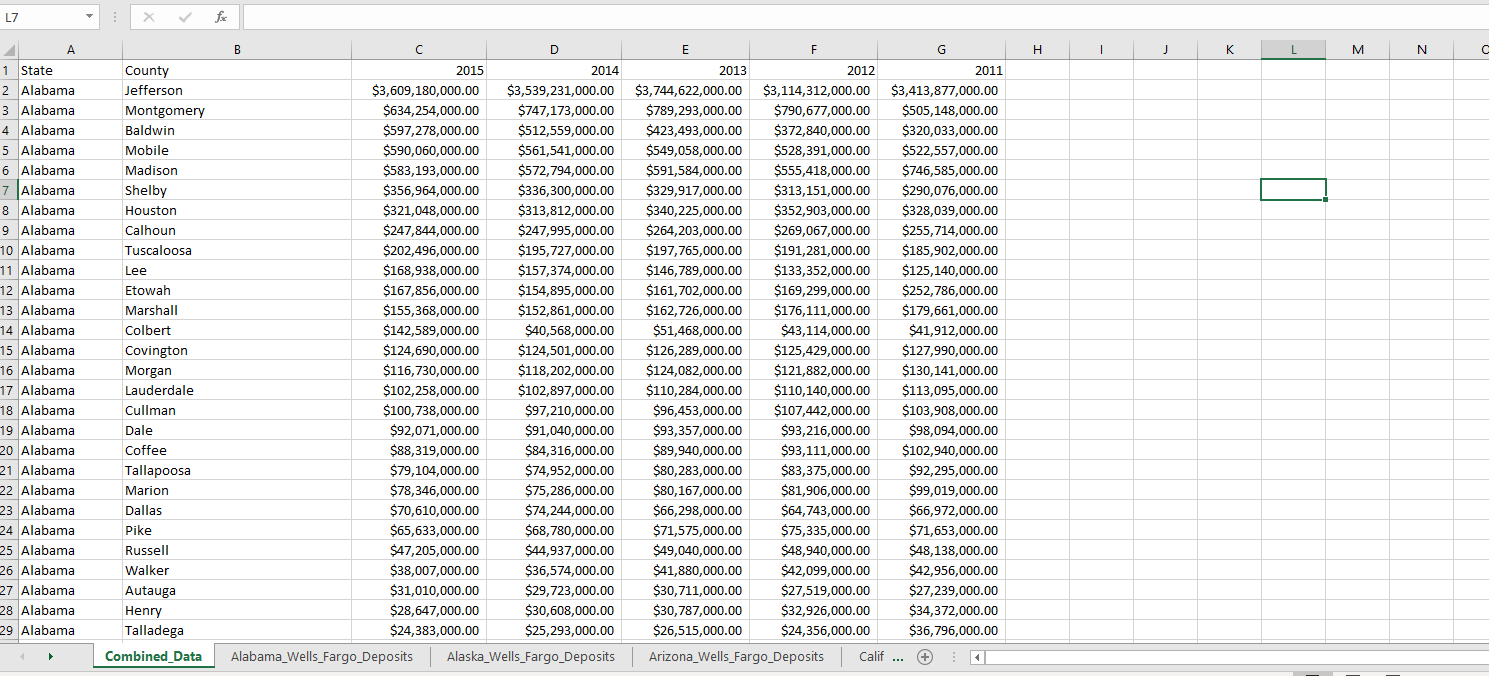 L7 fx
A B C D E F G H I J K L M N O
1 State County 2015 2014 2013 2012 2011
2 Alabama Jefferson $3,609,180,000.00 $3,539,231,000.00 $3,744,622,000.00 $3,114,312,000.00 $3,413,877,000.00
3 Alabama Montgomery $634,254,000.00 $747,173,000.00 $789,293,000.00 $790,677,000.00 $505,148,000.00
4 Alabama Baldwin $597,278,000.00 $512,559,000.00 $423,493,000.00 $372,840,000.00 $320,033,000.00
5 Alabama Mobile $590,060,000.00 $561,541,000.00 $549,058,000.00 $528,391,000.00 $522,557,000.00
6 Alabama Madison $583,193,000.00 $572,794,000.00 $591,584,000.00 $555,418,000.00 $746,585,000.00
7 Alabama Shelby $356,964,000.00 $336,300,000.00 $329,917,000.00 $313,151,000.00 $290,076,000.00
8 Alabama Houston $321,048,000.00 $313,812,000.00 $340,225,000.00 $352,903,000.00 $328,039,000.00
9 Alabama Calhoun $247,844,000.00 $247,995,000.00 $264,203,000.00 $269,067,000.00 $255,714,000.00
10 Alabama Tuscaloosa $202,496,000.00 $195,727,000.00 $197,765,000.00 $191,281,000.00 $185,902,000.00
11 Alabama Lee $168,938,000.00 $157,374,000.00 $146,789,000.00 $133,352,000.00 $125,140,000.00
12 Alabama Etowah $167,856,000.00 $154,895,000.00 $161,702,000.00 $169,299,000.00 $252,786,000.00
13 Alabama Marshall $155,368,000.00 $152,861,000.00 $162,726,000.00 $176,111,000.00 $179,661,000.00
14 Alabama Colbert $142,589,000.00 $40,568,000.00 $51,468,000.00 $43,114,000.00 $41,912,000.00
15 Alabama Covington $124,690,000.00 $124,501,000.00 $126,289,000.00 $125,429,000.00 $127,990,000.00
16 Alabama Morgan $116,730,000.00 $118,202,000.00 $124,082,000.00 $121,882,000.00 $130,141,000.00
17 Alabama Lauderdale $102,258,000.00 $102,897,000.00 $110,284,000.00 $110,140,000.00 $113,095,000.00
18 Alabama Cullman $100,738,000.00 $97,210,000.00 $96,453,000.00 $107,442,000.00 $103,908,000.00
19 Alabama Dale $92,071,000.00 $91,040,000.00 $93,357,000.00 $93,216,000.00 $98,094,000.00
20 Alabama Coffee $88,319,000.00 $84,316,000.00 $89,940,000.00 $93,111,000.00 $102,940,000.00
21 Alabama Tallapoosa $79,104,000.00 $74,952,000.00 $80,283,000.00 $83,375,000.00 $92,295,000.00
22 Alabama Marion $78,346,000.00 $75,286,000.00 $80,167,000.00 $81,906,000.00 $99,019,000.00
23 Alabama Dallas $70,610,000.00 $74,244,000.00 $66,298,000.00 $64,743,000.00 $66,972,000.00
24 Alabama Pike $65,633,000.00 $68,780,000.00 $71,575,000.00 $75,335,000.00 $71,653,000.00
25 Alabama Russell $47,205,000.00 $44,937,000.00 $49,040,000.00 $48,940,000.00 $48,138,000.00
26 Alabama Walker $38,007,000.00 $36,574,000.00 $41,880,000.00 $42,099,000.00 $42,956,000.00
27 Alabama Autauga $31,010,000.00 $29,723,000.00 $30,711,000.00 $27,519,000.00 $27,239,000.00
28 Alabama Henry $28,647,000.00 $30,608,000.00 $30,787,000.00 $32,926,000.00 $34,372,000.00
29 Alabama Talladega $24,383,000.00 $25,293,000.00 $26,515,000.00 $24,356,000.00 $36,796,000.00
Combined_Data Alabama_Wells_Fargo_Deposits Alaska_Wells_Fargo_Deposits Arizona_Wells_Fargo_Deposits Calif ...